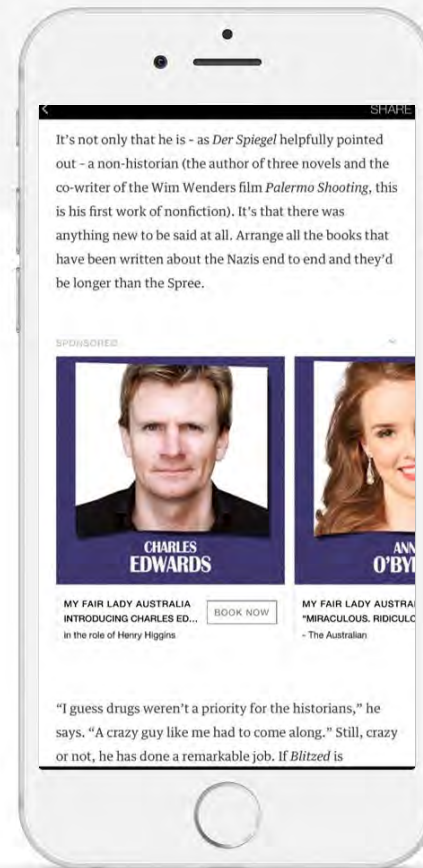 SHARE
It's not only that he is - as Der Spiegel helpfully pointed
out - a non-historian (the author of three novels and the
co-writer of the Wim Wenders film Palermo Shooting, this
is his first work of nonfiction). It's that there was
anything new to be said at all. Arrange all the books that
have been written about the Nazis end to end and they'd
be longer than the Spree.
SPONSORED
CHARLES
EDWARDS
MY FAIR LADY AUSTRALIA
INTRODUCING CHARLES ED...
in the role of Henry Higgins
BOOK NOW
ANN
O'BY
MY FAIR LADY AUSTRA
"MIRACULOUS. RIDICULO
- The Australian
"I guess drugs weren't a priority for the historians," he
says. "A crazy guy like me had to come along." Still, crazy
or not, he has done a remarkable job. If Blitzed is